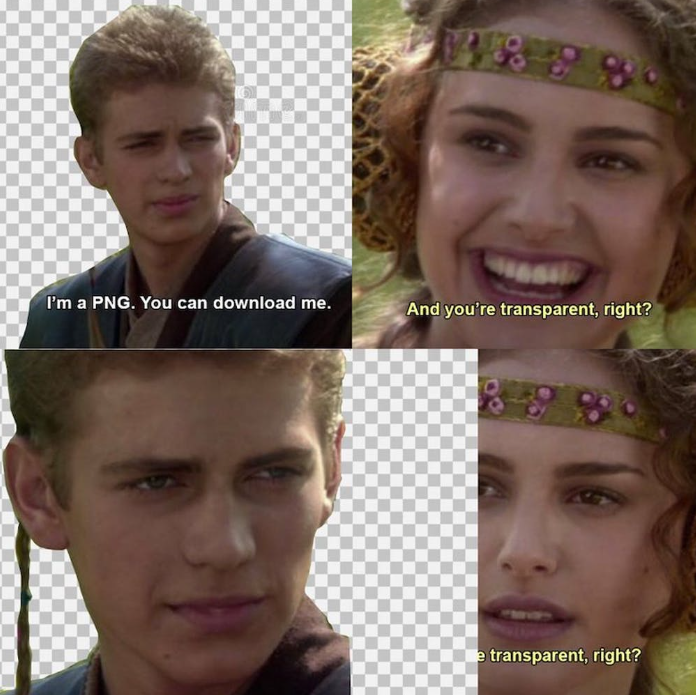 I'm a PNG. You can download me.
And you're transparent, right?
e transparent, right?